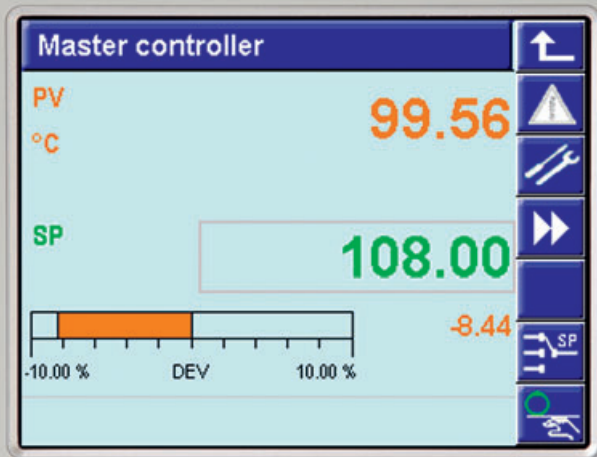 Master controller
PV
99.56
°C
SP
108.00
-8.44
-10.00 % DEV 10.00 %
SP